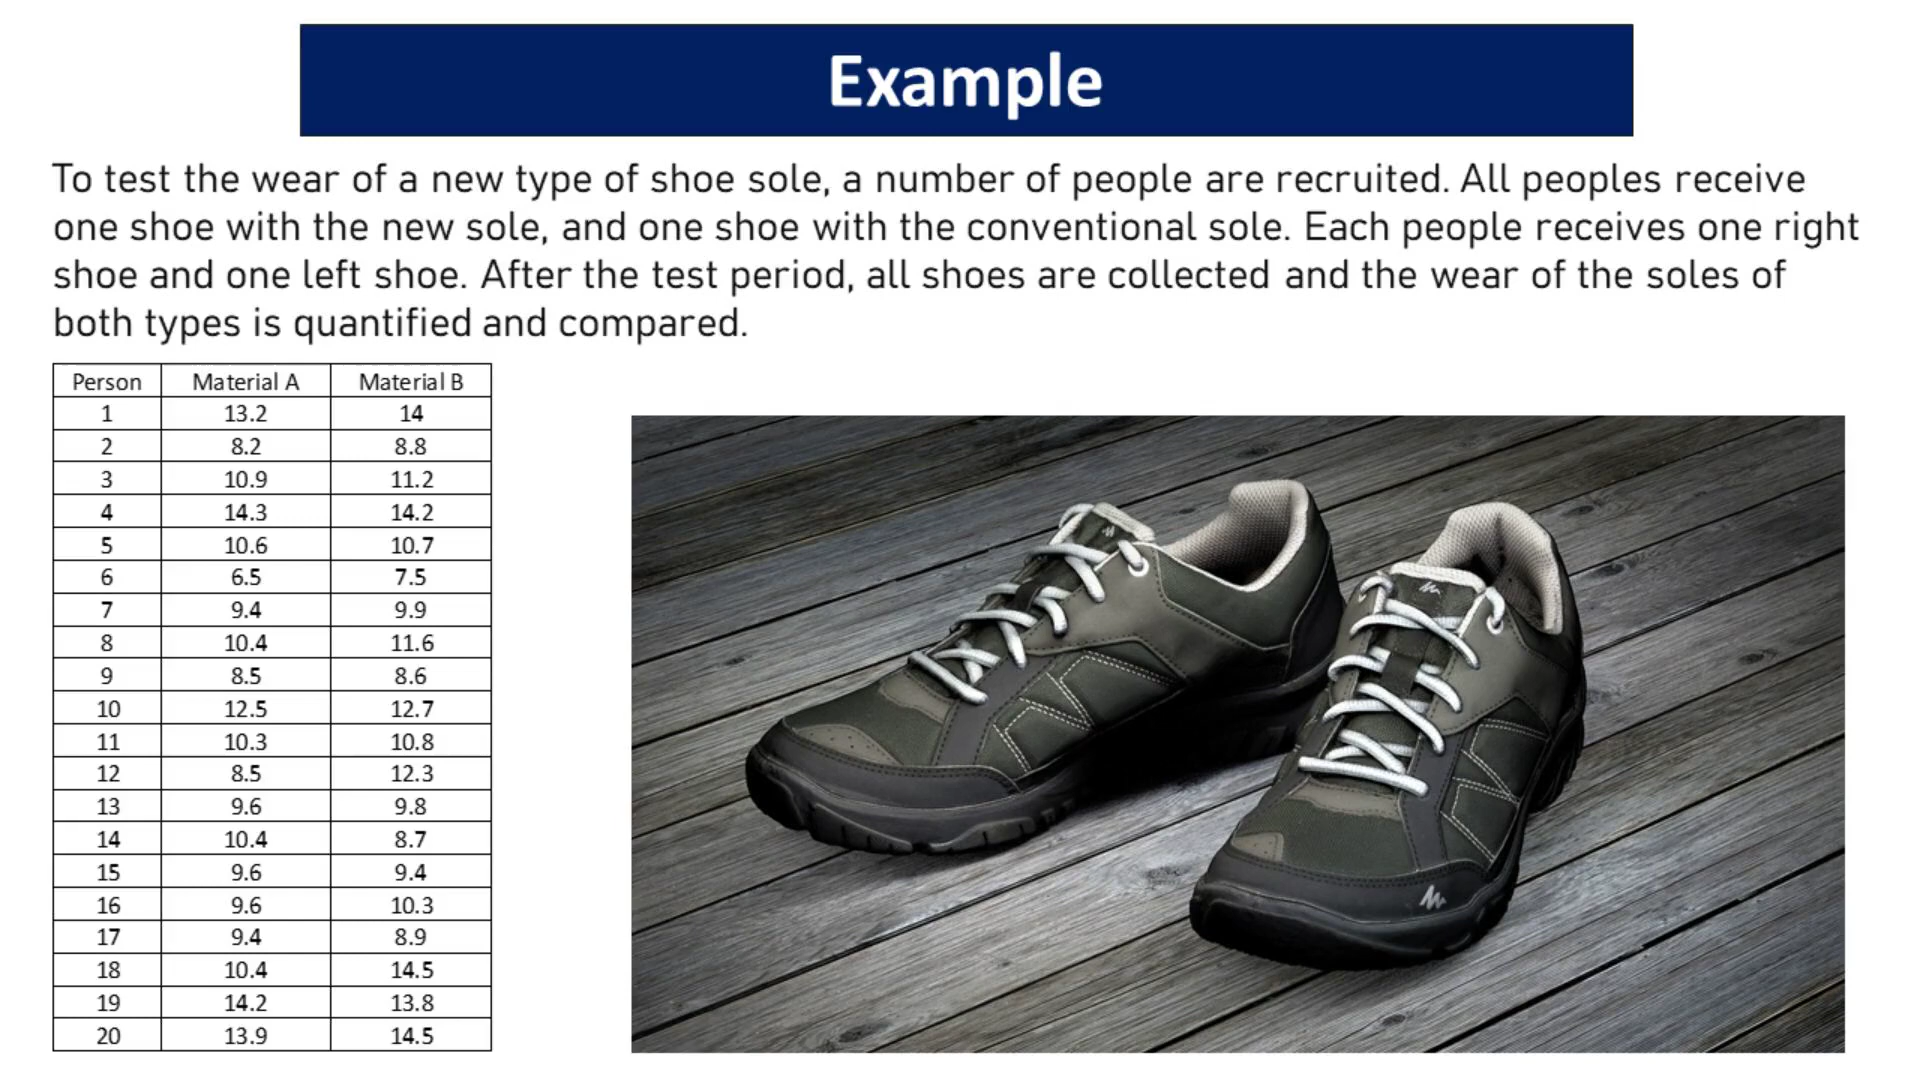 Example
To test the wear of a new type of shoe sole, a number of people are recruited. All peoples receive
one shoe with the new sole, and one shoe with the conventional sole. Each people receives one right
shoe and one left shoe. After the test period, all shoes are collected and the wear of the soles of
both types is quantified and compared.
Person Material A Material B
1 13.2 14
2 8.2 8.8
3 10.9 11.2
4 14.3 14.2
5 10.6 10.7
6 6.5 7.5
7 9.4 9.9
8 10.4 11.6
9 8.5 8.6
10 12.5 12.7
11 10.3 10.8
12 8.5 12.3
13 9.6 9.8
14 10.4 8.7
15 9.6 9.4
16 9.6 10.3
17 9.4 8.9
18 10.4 14.5
19 14.2 13.8
20 13.9 14.5